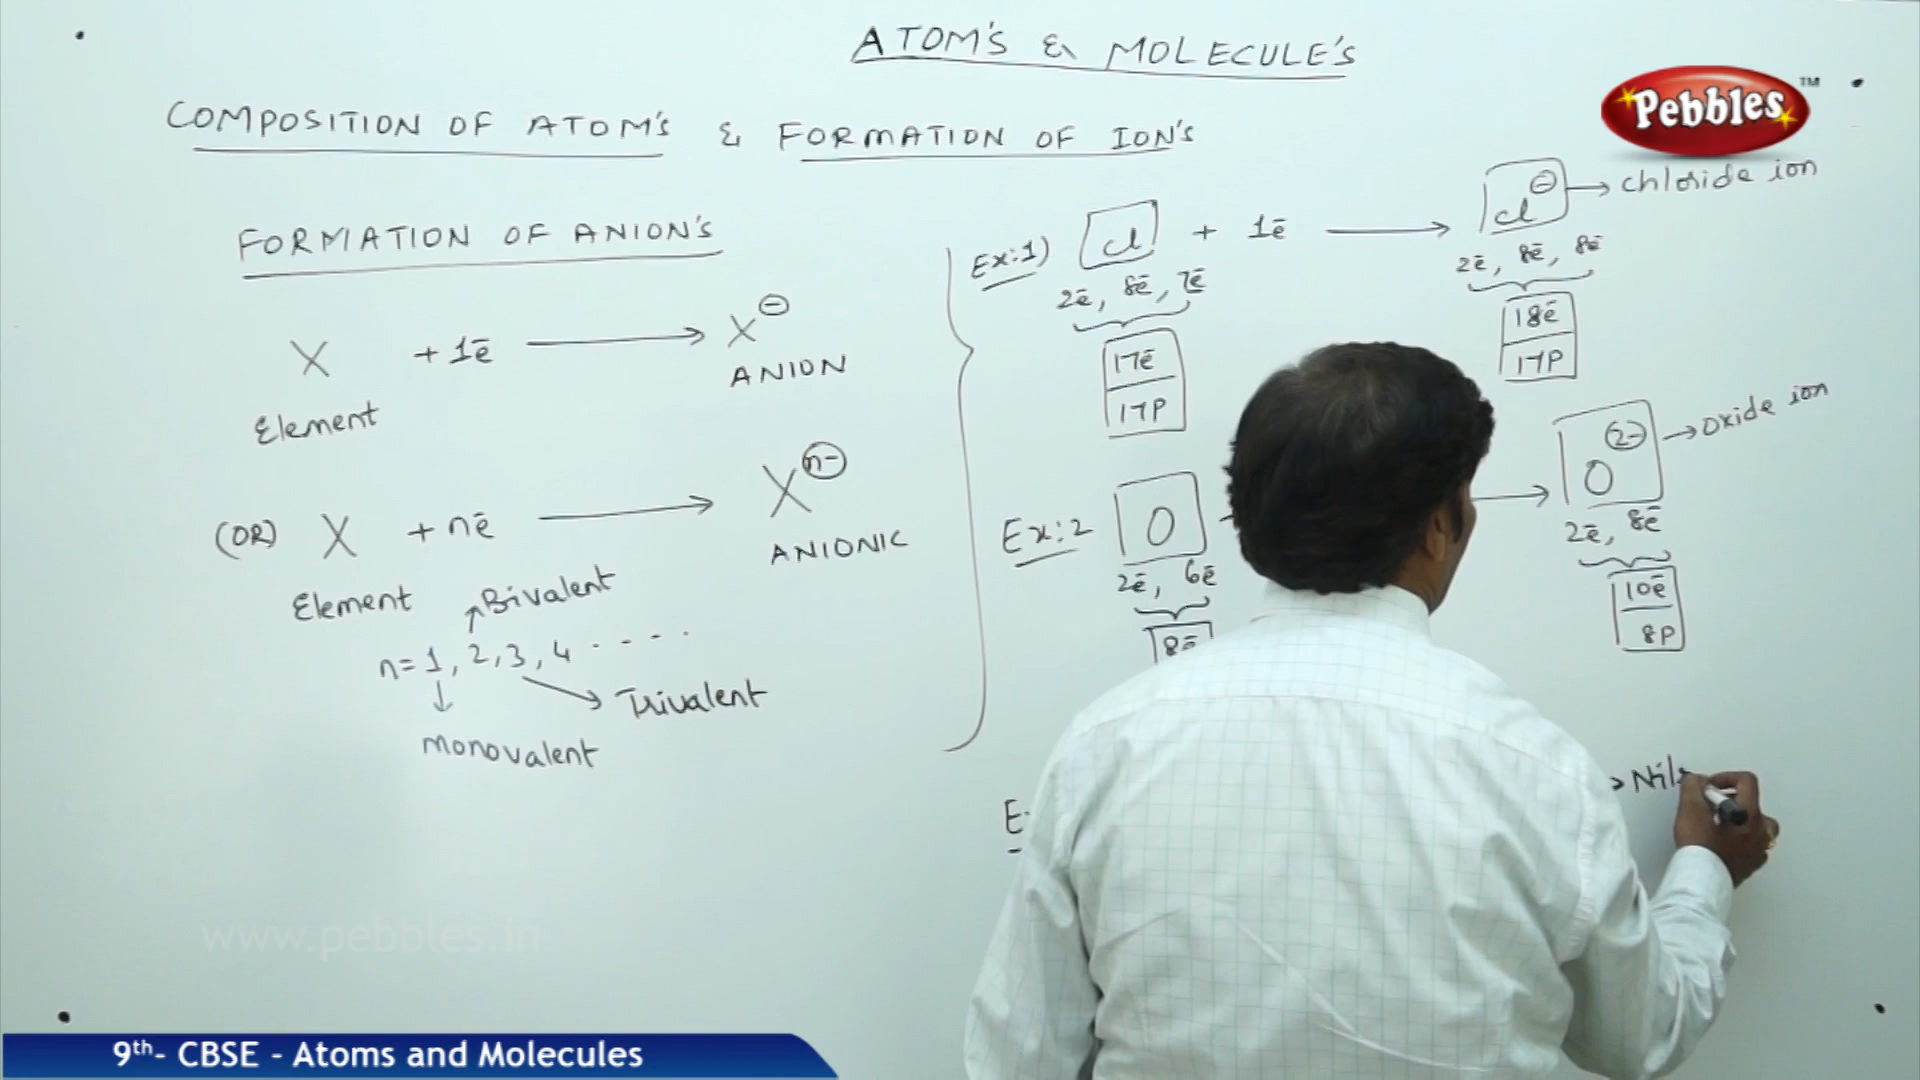 ATOM'S & MOLECULE'S
Pebbles TM
COMPOSITION OF ATOM'S & FORMATION OF ION'S
FORMATION OF ANION'S
X + 1ē ⟶ X⊖
Element
ANION
(OR) X + nē ⟶ Xn-
Element
ANIONIC
Bivalent
n=1, 2, 3, 4 . - - .
Trivalent
Monovalent
Ex:1) Cl + 1ē ⟶ Cl⊖ → chloride ion
2ē, 8ē, 7ē
2ē, 8ē, 8ē
17ē
17P
18ē
17P
Ex:2 O
→ O2- → oxide ion
2ē, 6ē
2ē, 8ē
8ē
10ē
8P
E
www.pebbles.in
9th- CBSE - Atoms and Molecules